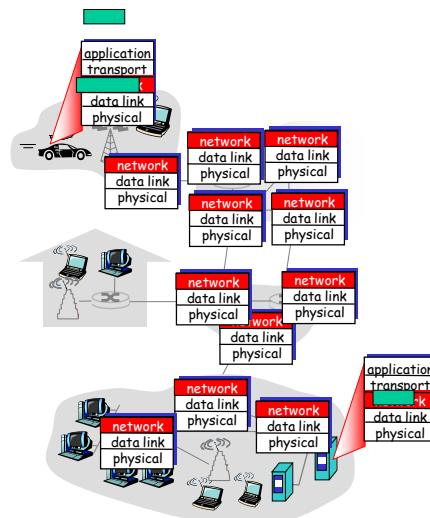 application
transport
data link
physical
network
data link
physical
network
data link
physical
network
data link
physical
network
data link
physical
network
data link
physical
network
data link
physical
network
data link
physical
network
data link
physical
application
transport
data link
physical
network
data link
physical
network
data link
physical
network
data link
physical